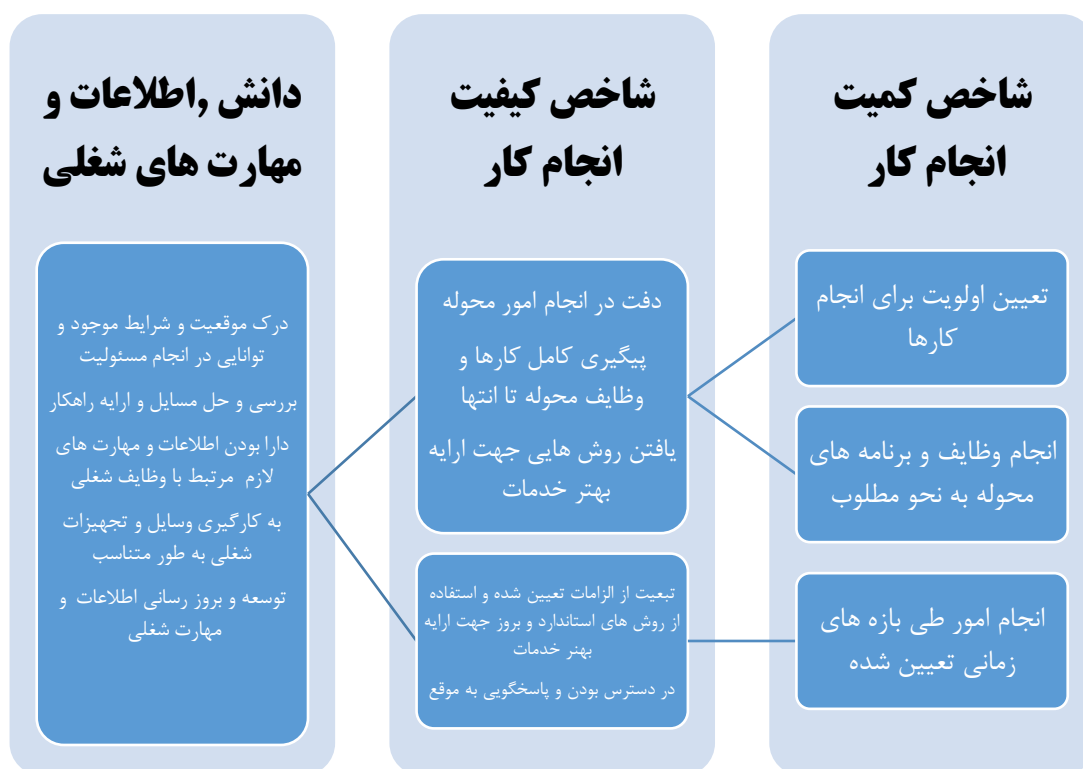 شاخص کمیت
انجام کار
تعیین اولویت برای انجام
کارها
انجام وظایف و برنامه های
محوله به نحو مطلوب
انجام امور طی بازه های
زمانی تعیین شده
شاخص کیفیت
انجام کار
دفت در انجام امور محوله
پیگیری کامل کارها و
وظایف محوله تا انتها
یافتن روش هایی جهت ارایه
بهتر خدمات
تبعیت از الزامات تعیین شده و استفاده
از روش های استاندارد و بروز جهت ارایه
بهنر خدمات
در دسترس بودن و پاسخگویی به موقع
دانش ,اطلاعات و
مهارت های شغلی
درک موقعیت و شرایط موجود و
توانایی در انجام مسئولیت
بررسی و حل مسایل و ارایه راهکار
دارا بودن اطلاعات و مهارت های
لازم مرتبط با وظایف شغلی
به کارگیری وسایل و تجهیزات
شغلی به طور متناسب
توسعه و بروز رسانی اطلاعات و
مهارت شغلی